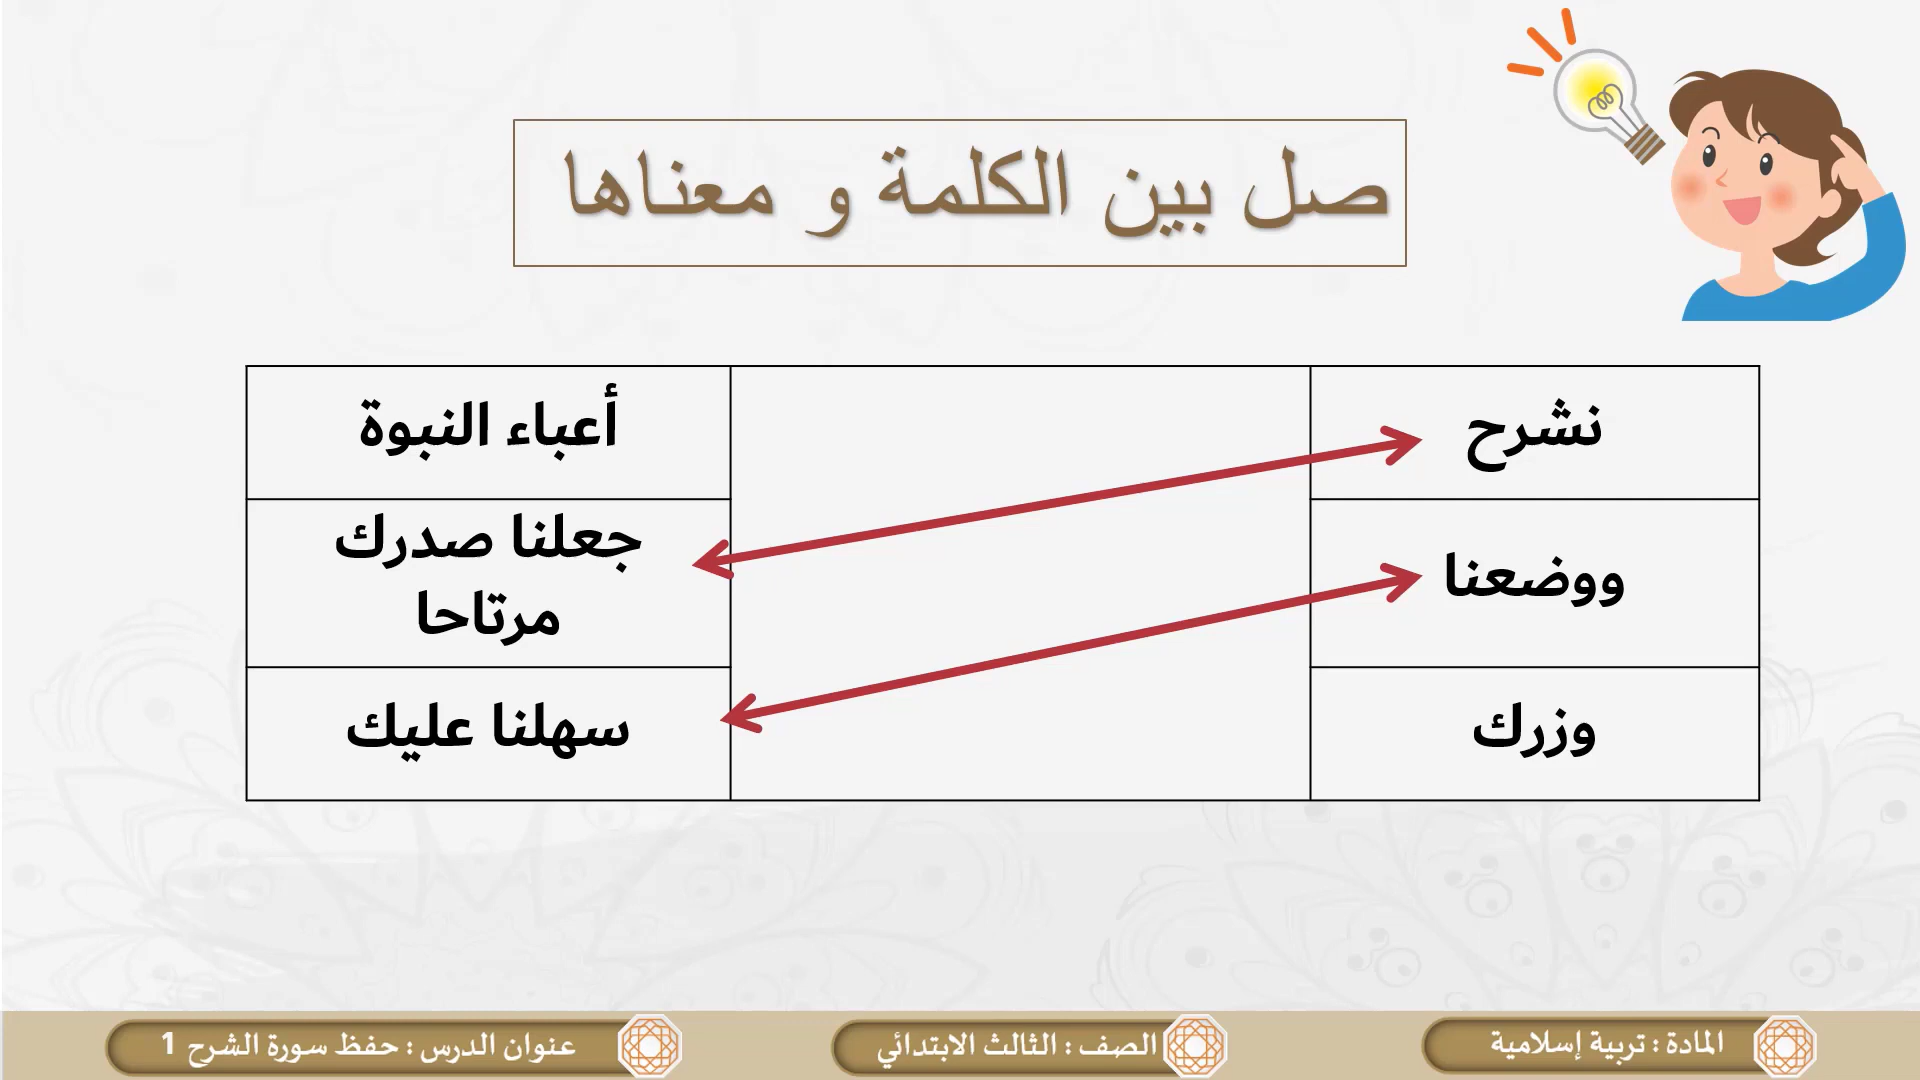 صل بين الكلمة و معناها
نشرح
أعباء النبوة
ووضعنا
جعلنا صدرك
مرتاحا
وزرك
سهلنا عليك
المادة : تربية إسلامية
الصف : الثالث الابتدائي
عنوان الدرس : حفظ سورة الشرح 1